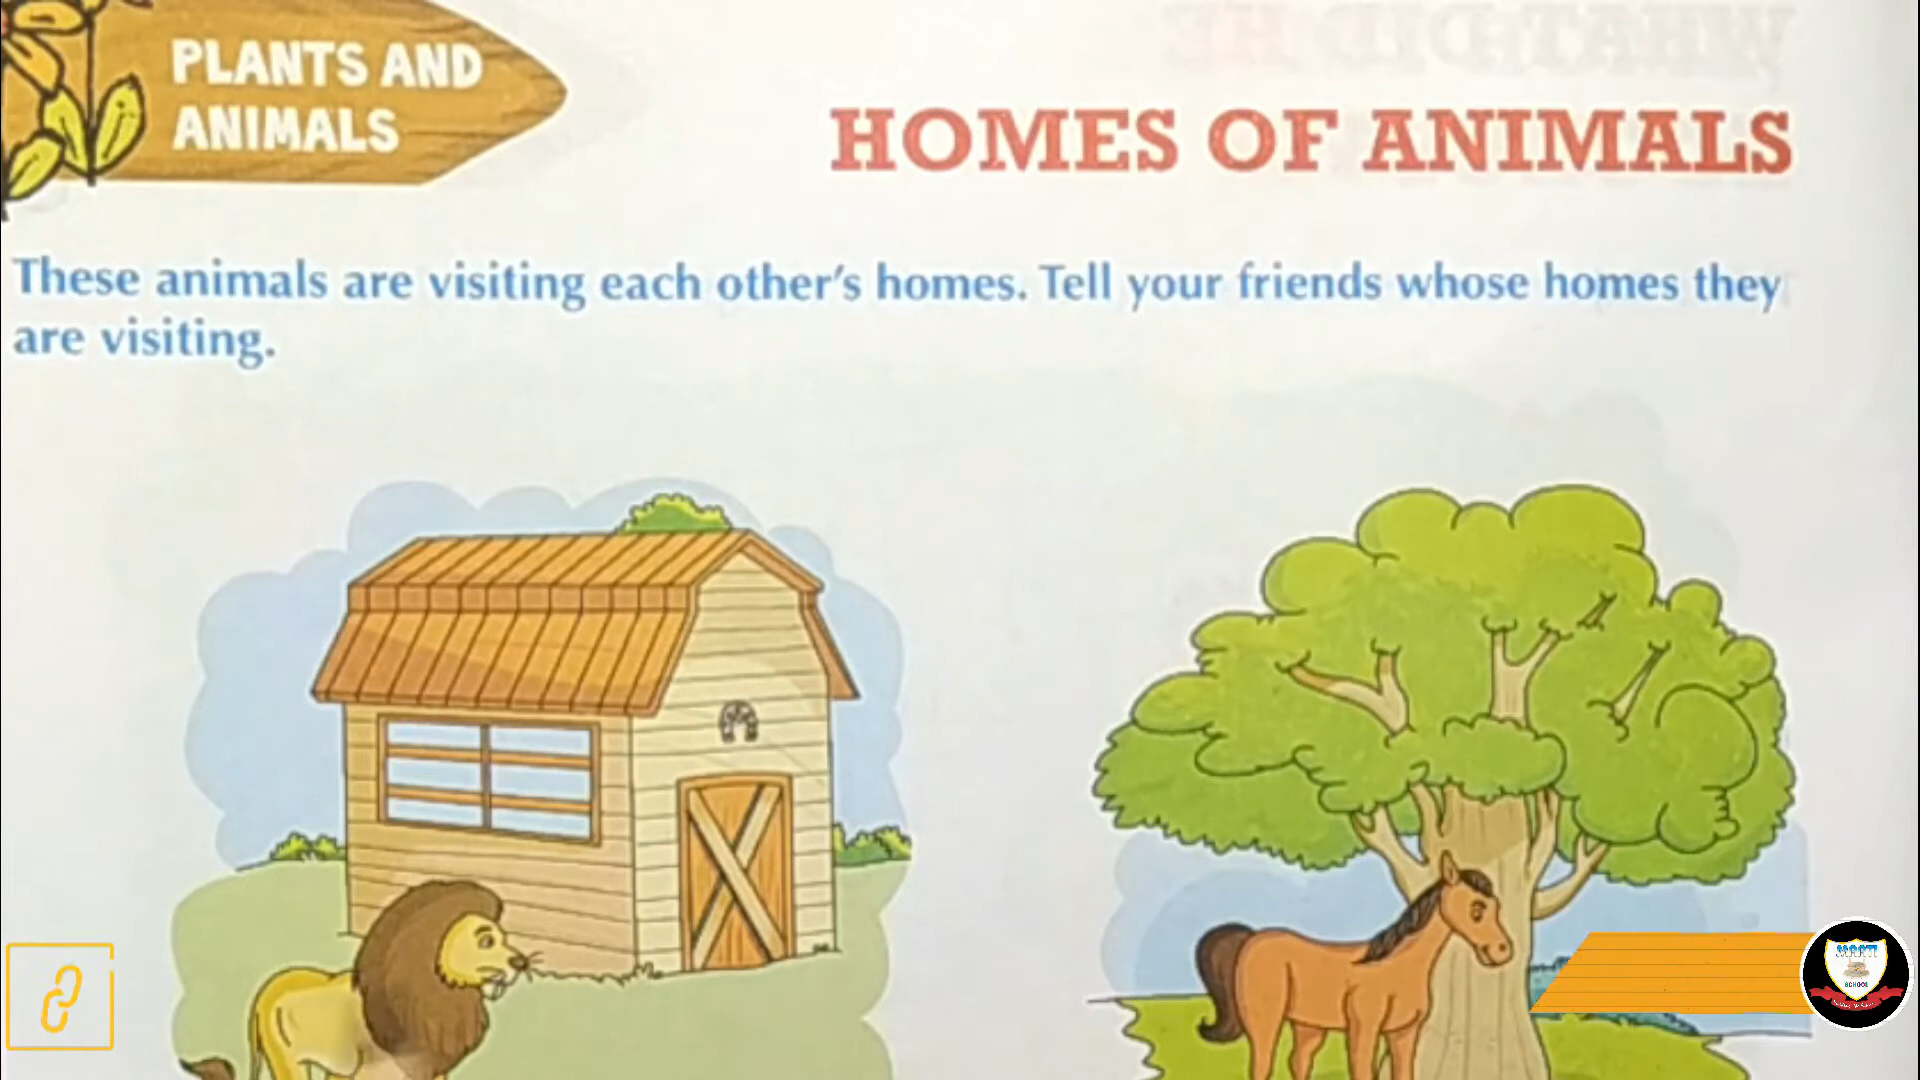 PLANTS AND
ANIMALS
HOMES OF ANIMALS
These animals are visiting each other's homes. Tell your friends whose homes they
are visiting.
SCHOOL